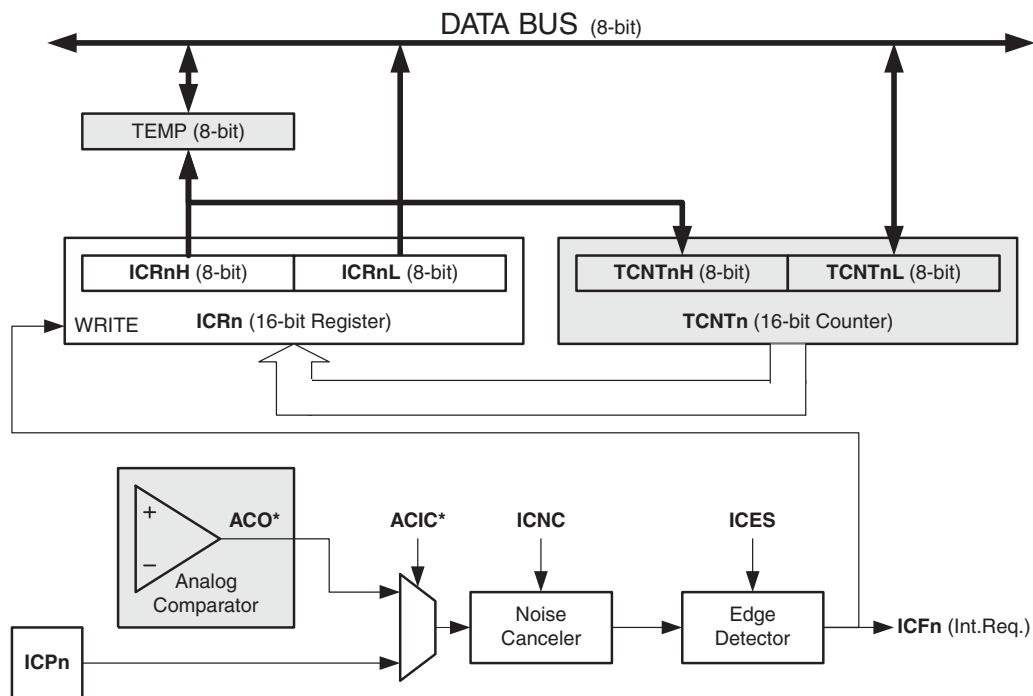 DATA BUS (8-bit)
TEMP (8-bit)
ICRnH (8-bit) ICRnL (8-bit) TCNTnH (8-bit) TCNTnL (8-bit)
WRITE ICRn (16-bit Register) TCNTn (16-bit Counter)
+
ACO* ACIC* ICNC ICES
−
Analog
Comparator
Noise
Canceler
Edge
Detector
ICFn (Int.Req.)
ICPn